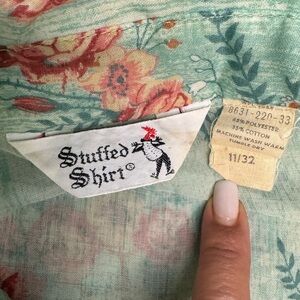 Stuffed
Shirt®
8631-220-33
65% POLYESTER
35% COTTON
MACHINE WASH WARM
TUMBLE DRY
11/32